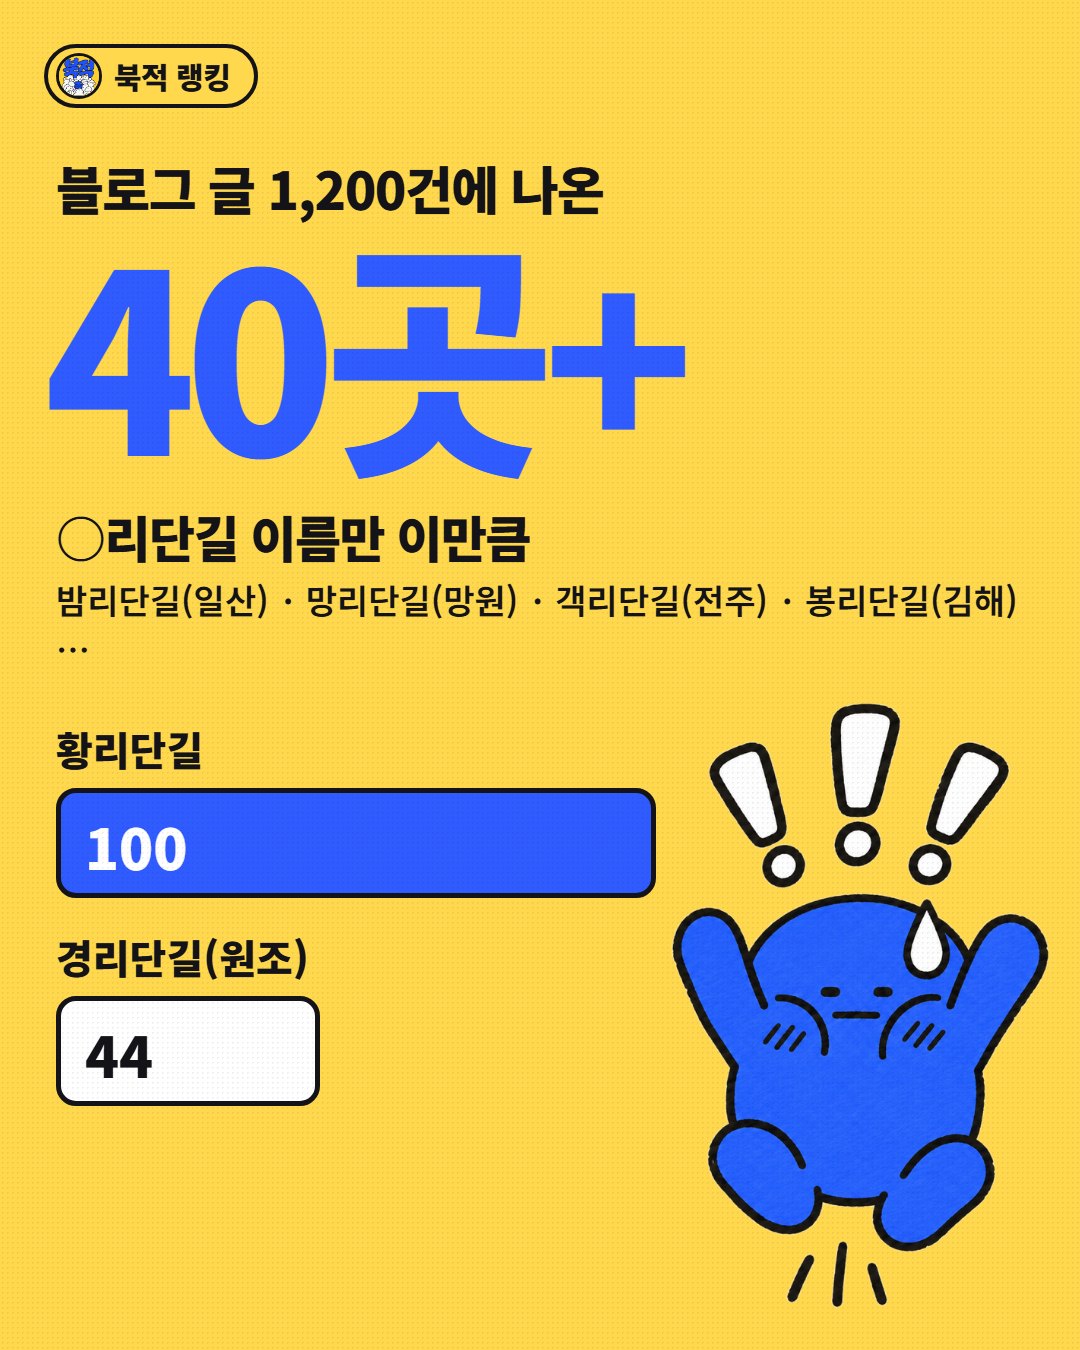 북적
북적 랭킹
블로그 글 1,200건에 나온
40곳+
○리단길 이름만 이만큼
밤리단길(일산) · 망리단길(망원) · 객리단길(전주) · 봉리단길(김해)
...
황리단길
100
경리단길(원조)
44